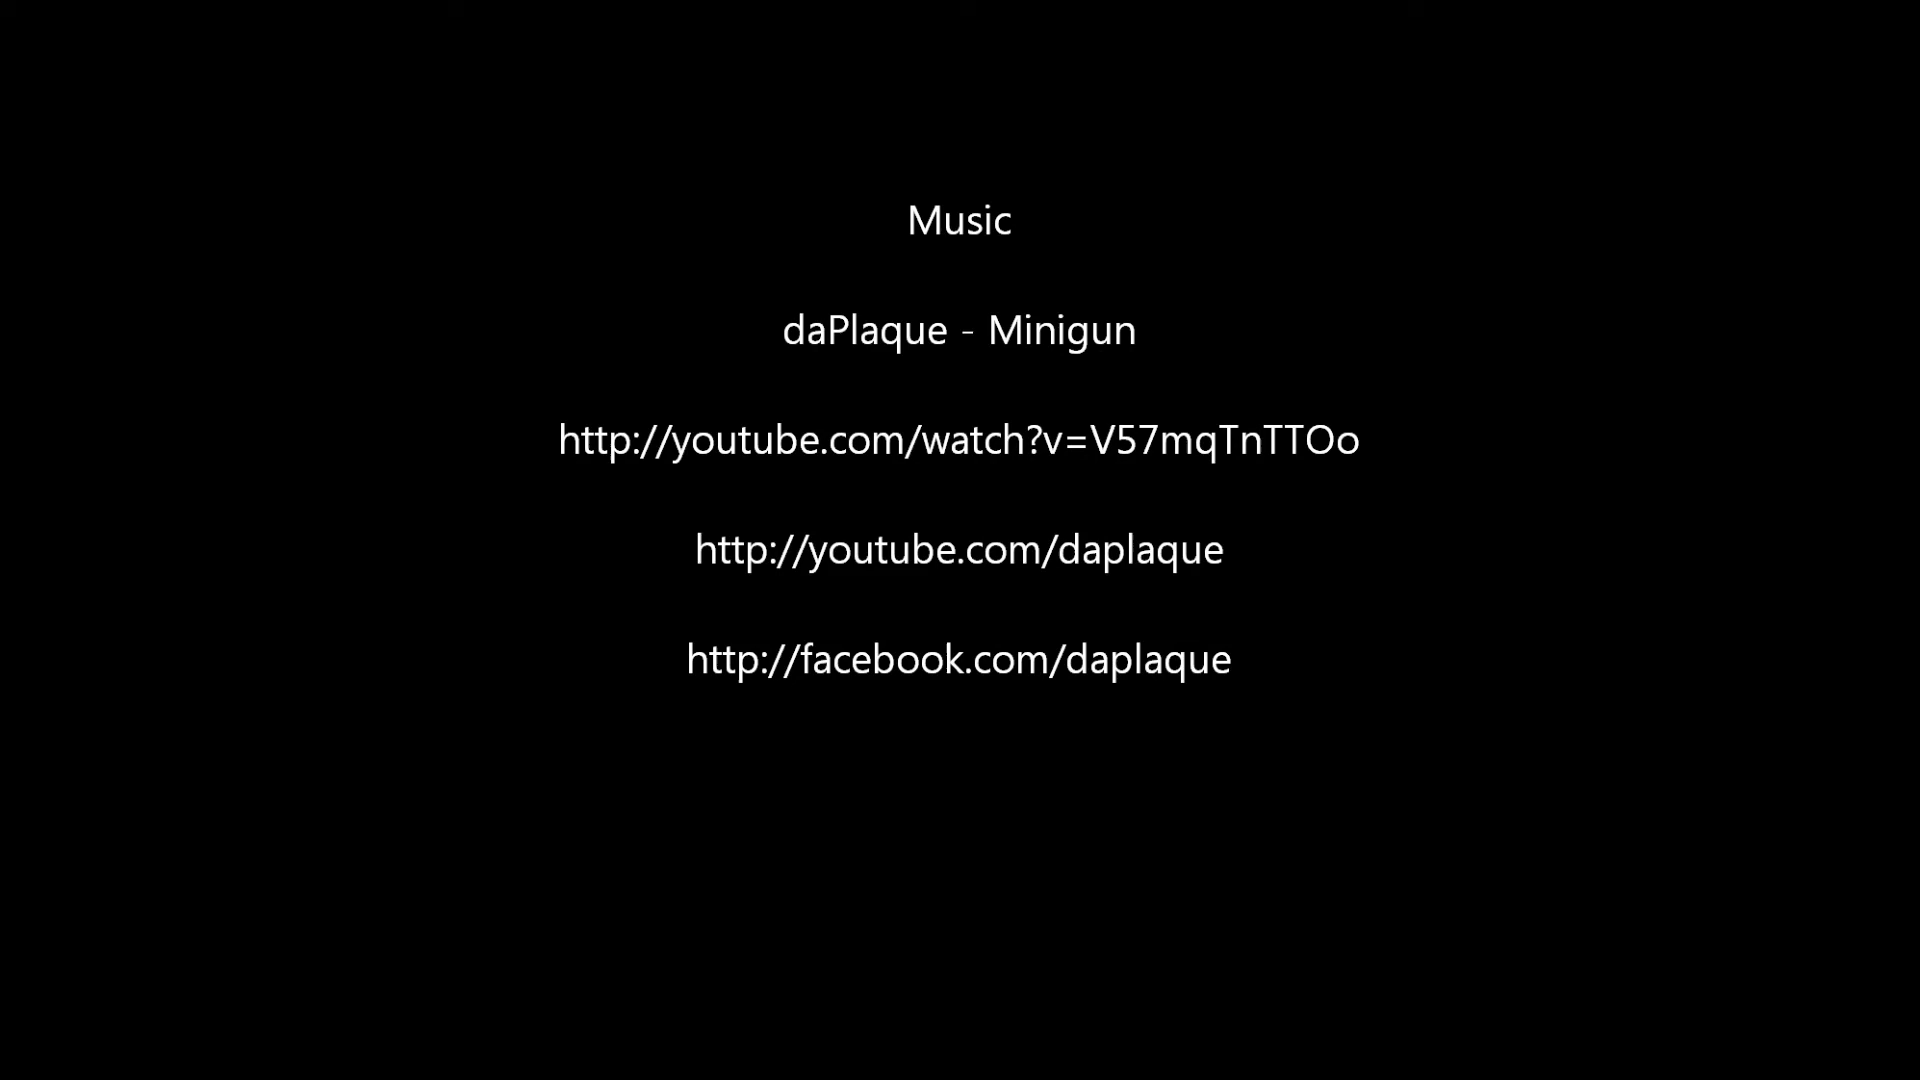 Music
daPlaque - Minigun
http://youtube.com/watch?v=V57mqTnTTOo
http://youtube.com/daplaque
http://facebook.com/daplaque